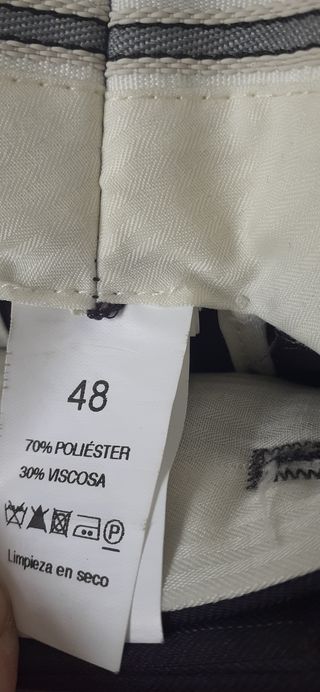 48
70% POLIÉSTER
30% VISCOSA
P
Limpieza en seco